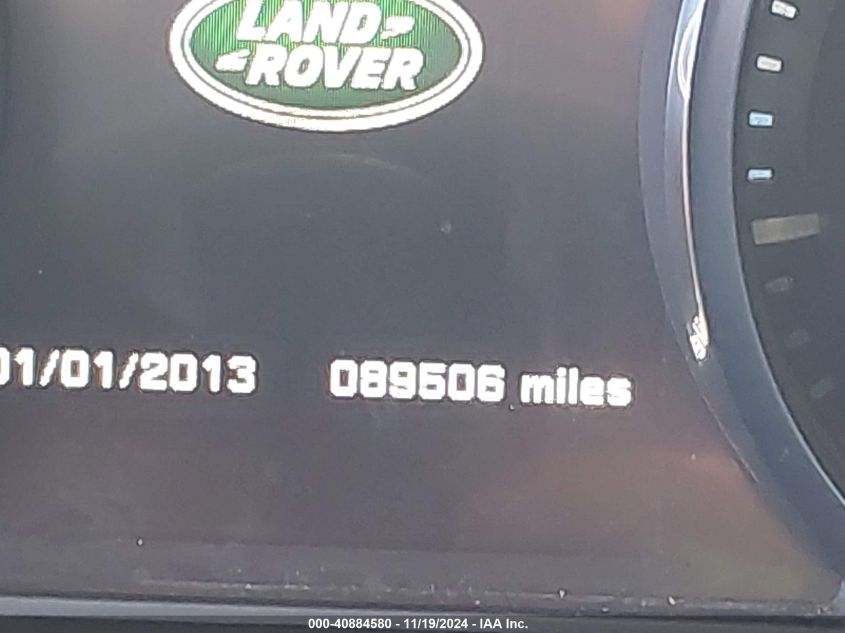 LAND
ROVER
01/01/2013 089506 miles
000-40884580 - 11/19/2024 - IAA Inc.